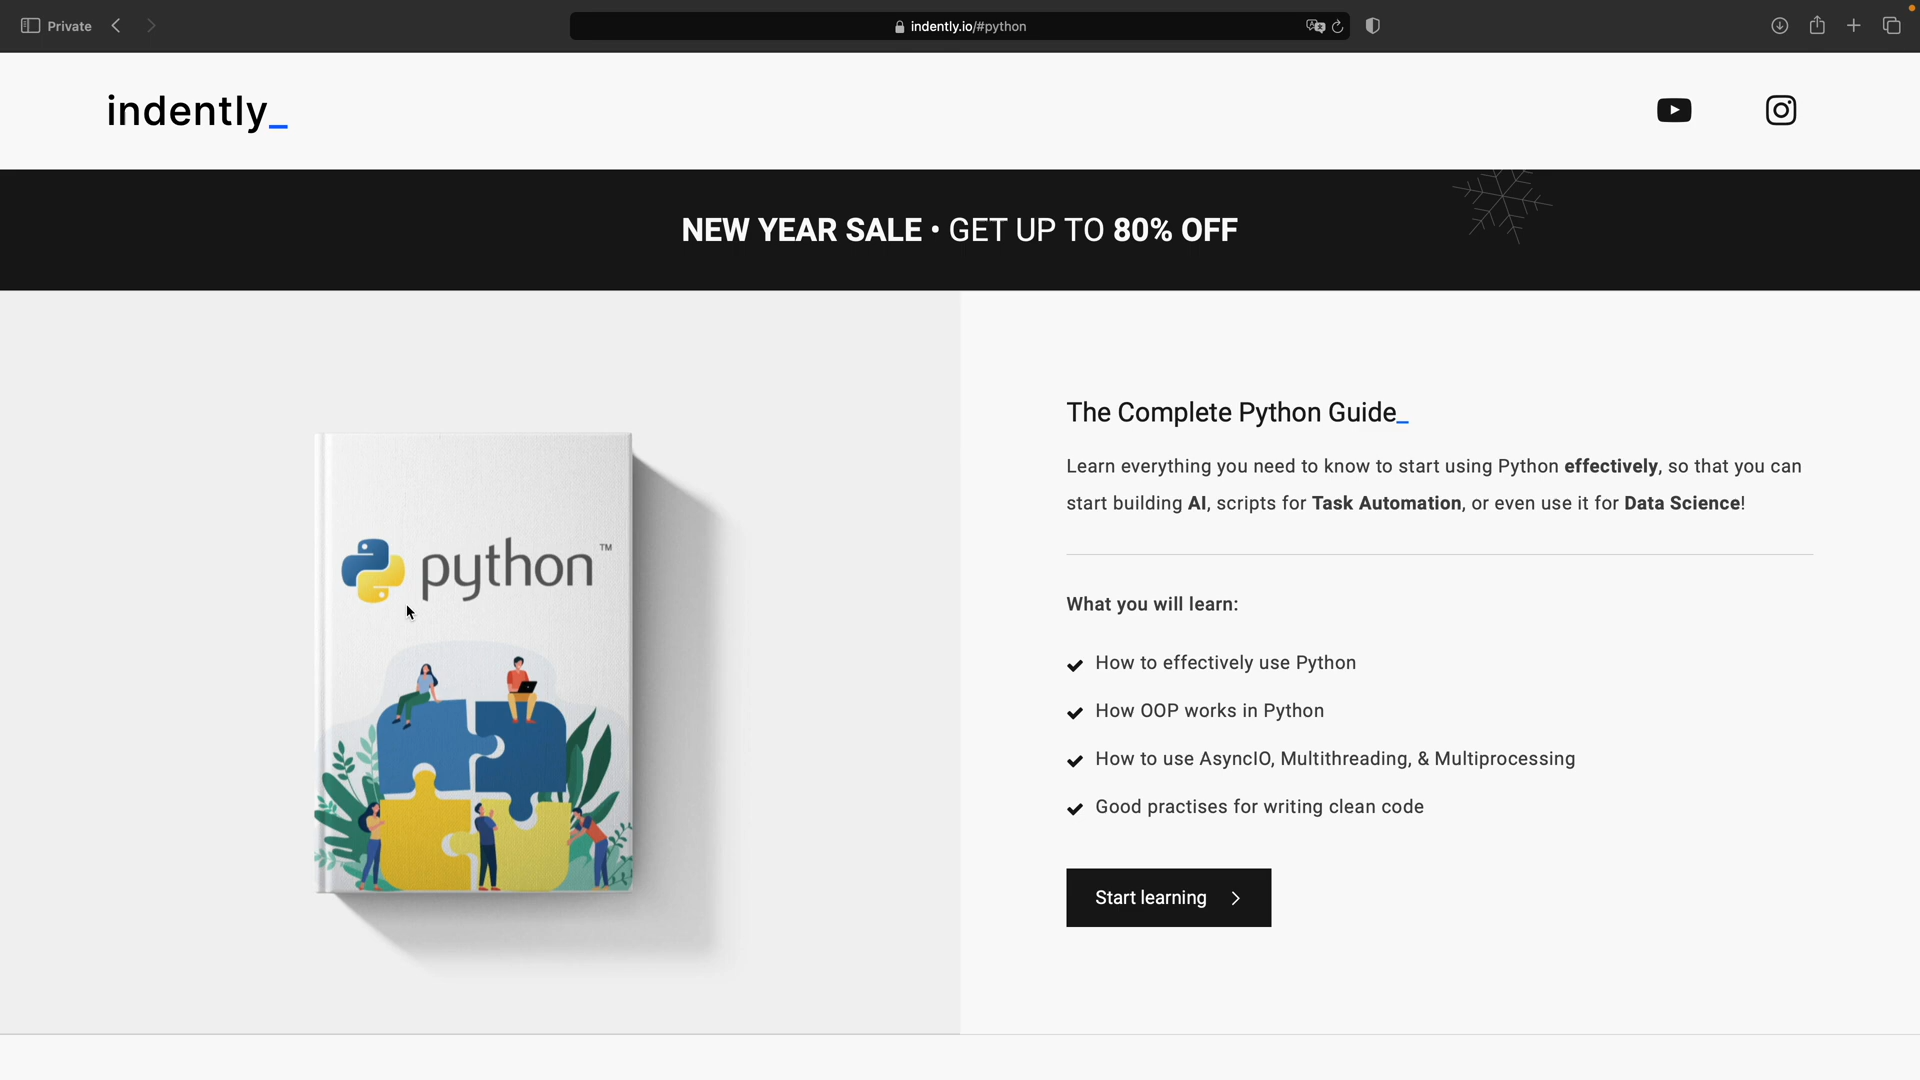 Private
indently.io/#python
indently_
NEW YEAR SALE • GET UP TO 80% OFF
python™
The Complete Python Guide_
Learn everything you need to know to start using Python effectively, so that you can
start building AI, scripts for Task Automation, or even use it for Data Science!
What you will learn:
How to effectively use Python
How OOP works in Python
How to use AsyncIO, Multithreading, & Multiprocessing
Good practises for writing clean code
Start learning